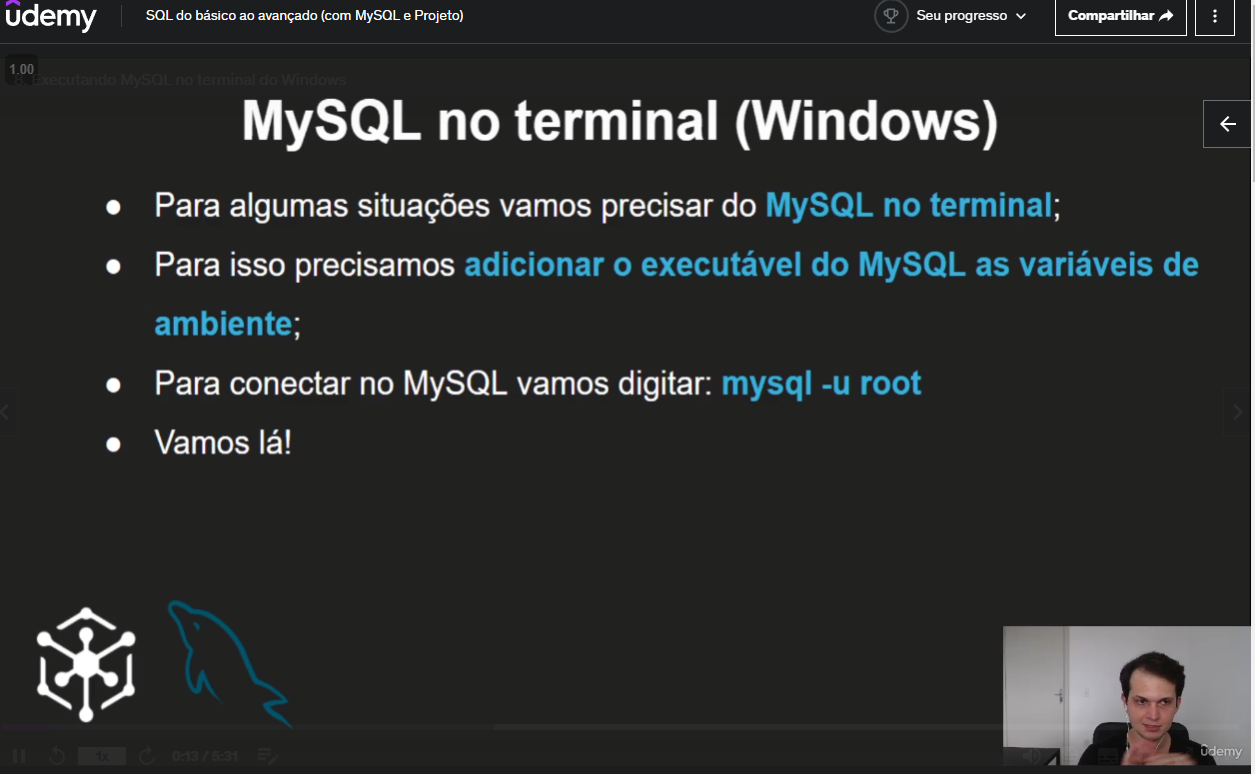 ûdemy
SQL do básico ao avançado (com MySQL e Projeto)
Seu progresso
Compartilhar
1.00
8. Executando MySQL no terminal do Windows
MySQL no terminal (Windows)
● Para algumas situações vamos precisar do MySQL no terminal;
● Para isso precisamos adicionar o executável do MySQL as variáveis de
ambiente;
● Para conectar no MySQL vamos digitar: mysql -u root
● Vamos lá!
1x
0:13 / 5:31
ûdemy